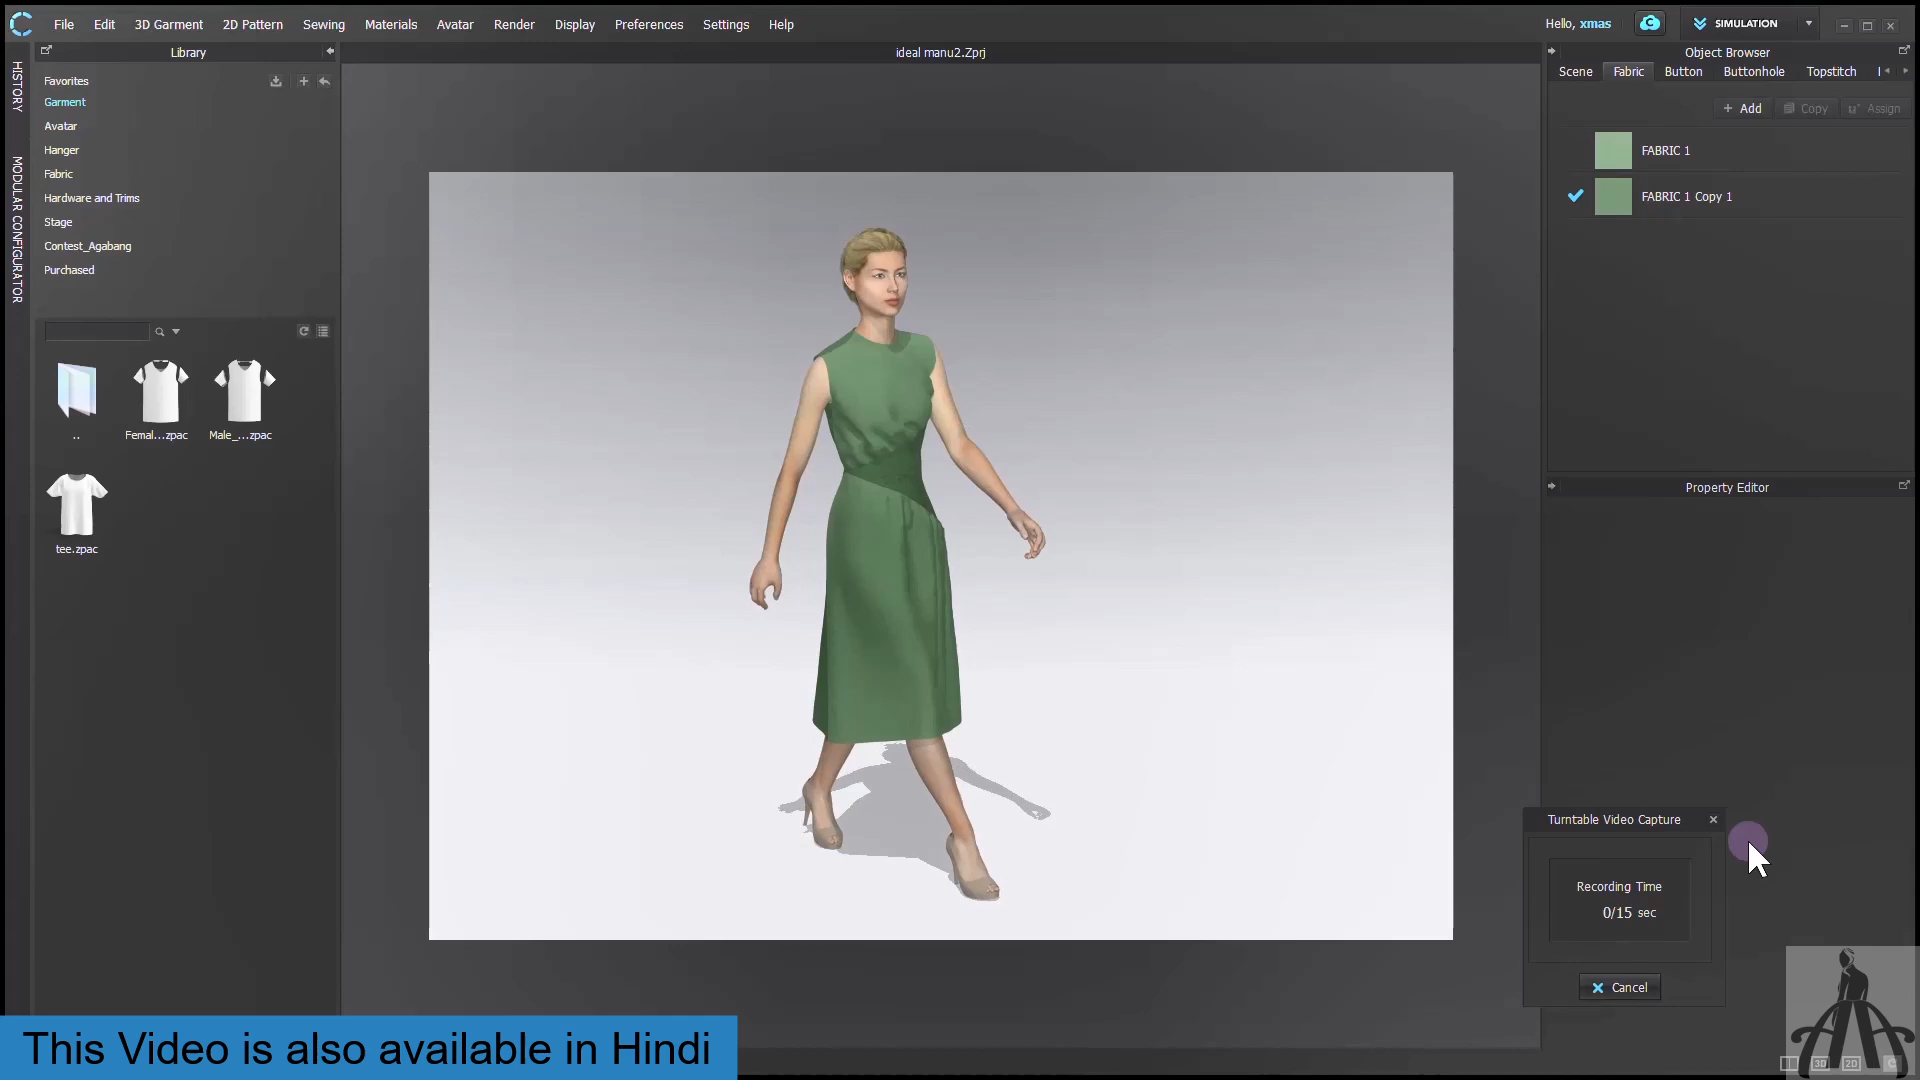 File Edit 3D Garment 2D Pattern Sewing Materials Avatar Render Display Preferences Settings Help
Hello, xmas
SIMULATION
HISTORY
MODULAR CONFIGURATOR
Library
Favorites
Garment
Avatar
Hanger
Fabric
Hardware and Trims
Stage
Contest_Agabang
Purchased
..
Femal...zpac
Male_...zpac
tee.zpac
ideal manu2.Zprj
Object Browser
Scene Fabric Button Buttonhole Topstitch
+ Add Copy Assign
FABRIC 1
FABRIC 1 Copy 1
Property Editor
Turntable Video Capture
Recording Time
0/15 sec
Cancel
3D 2D
This Video is also available in Hindi